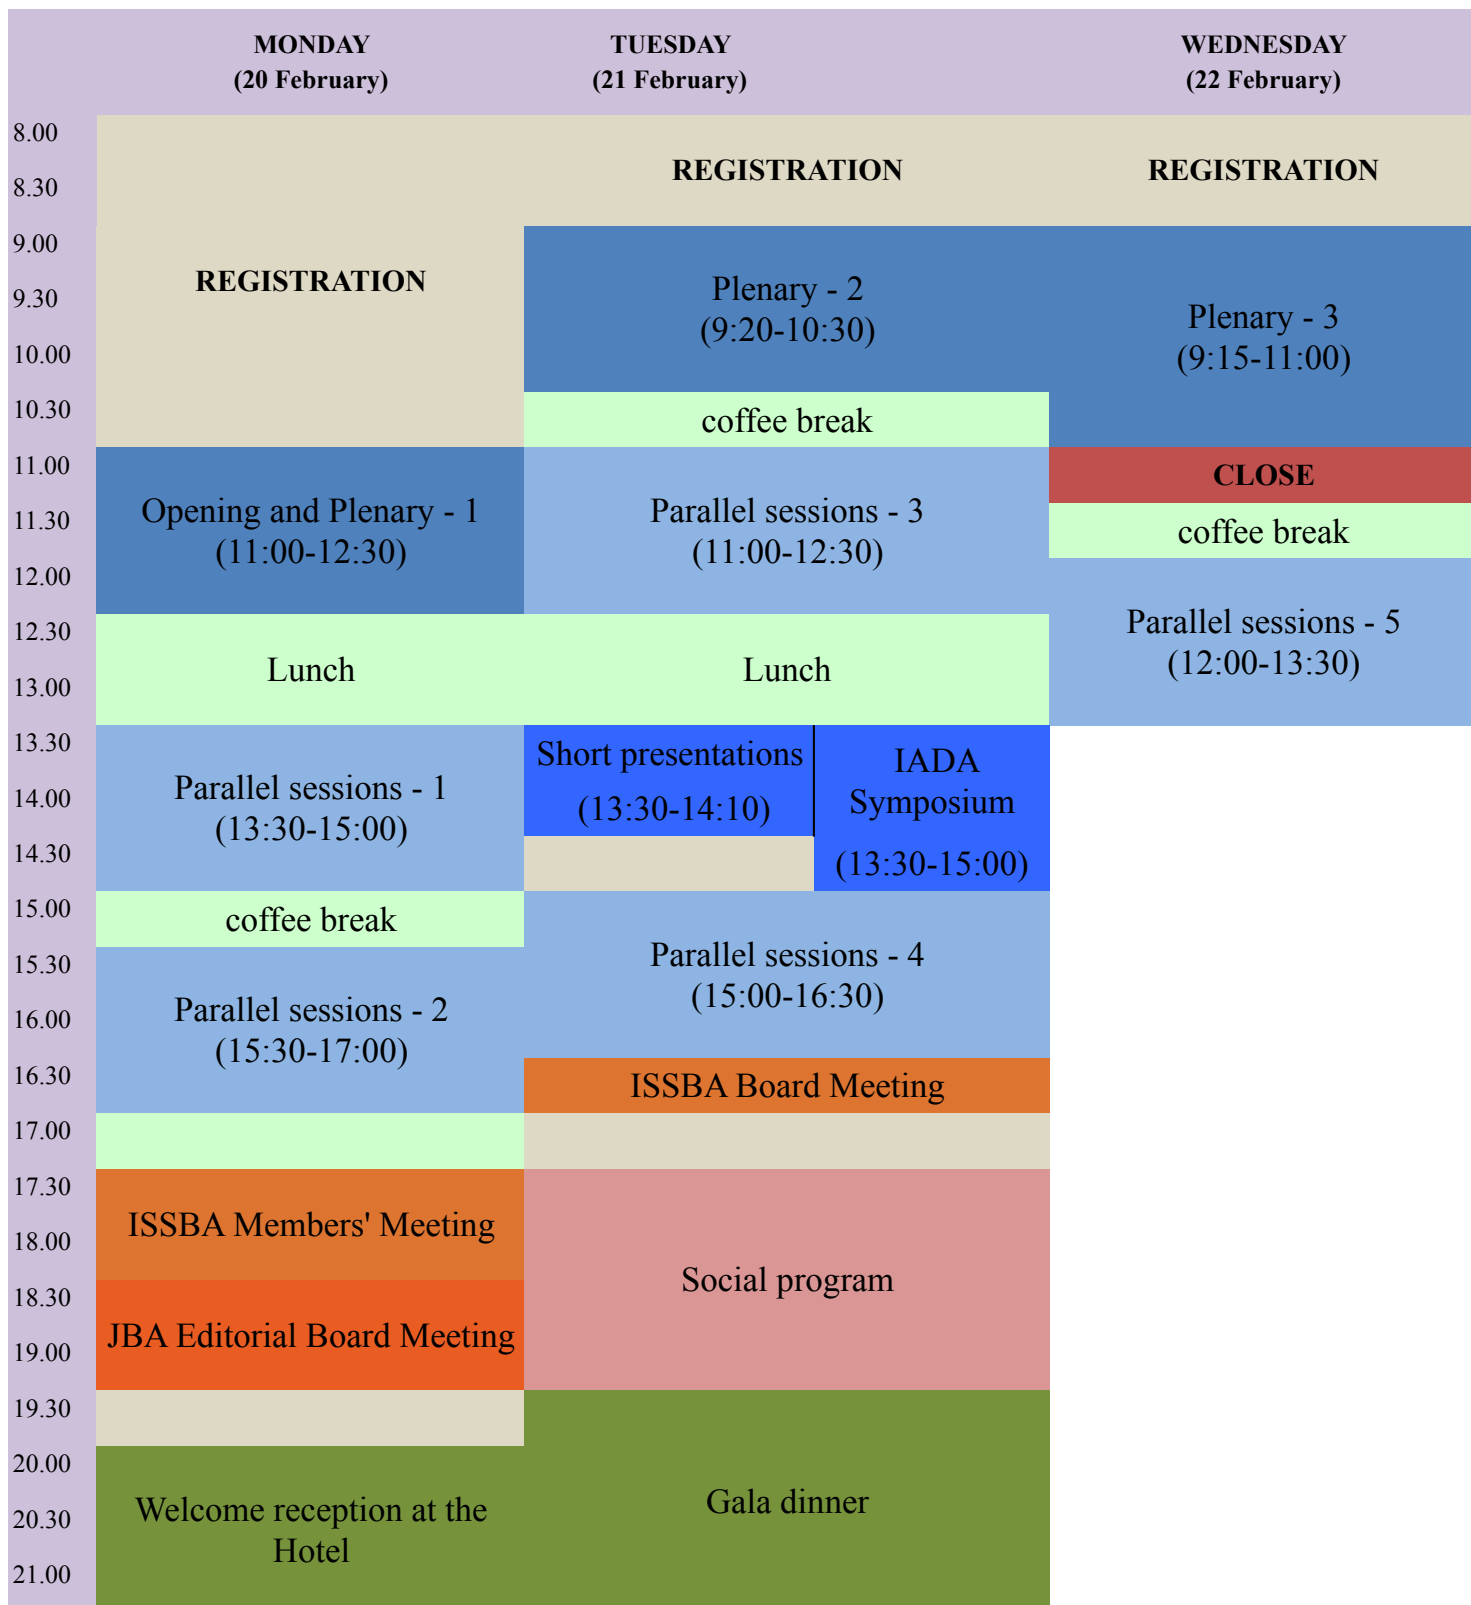 MONDAY
(20 February)
TUESDAY
(21 February)
WEDNESDAY
(22 February)
8.00
8.30
9.00
9.30
10.00
10.30
11.00
11.30
12.00
12.30
13.00
13.30
14.00
14.30
15.00
15.30
16.00
16.30
17.00
17.30
18.00
18.30
19.00
19.30
20.00
20.30
21.00
REGISTRATION
Opening and Plenary - 1
(11:00-12:30)
Lunch
Parallel sessions - 1
(13:30-15:00)
coffee break
Parallel sessions - 2
(15:30-17:00)
ISSBA Members' Meeting
JBA Editorial Board Meeting
Welcome reception at the
Hotel
REGISTRATION
Plenary - 2
(9:20-10:30)
coffee break
Parallel sessions - 3
(11:00-12:30)
Lunch
Short presentations
(13:30-14:10)
IADA
Symposium
(13:30-15:00)
Parallel sessions - 4
(15:00-16:30)
ISSBA Board Meeting
Social program
Gala dinner
REGISTRATION
Plenary - 3
(9:15-11:00)
CLOSE
coffee break
Parallel sessions - 5
(12:00-13:30)